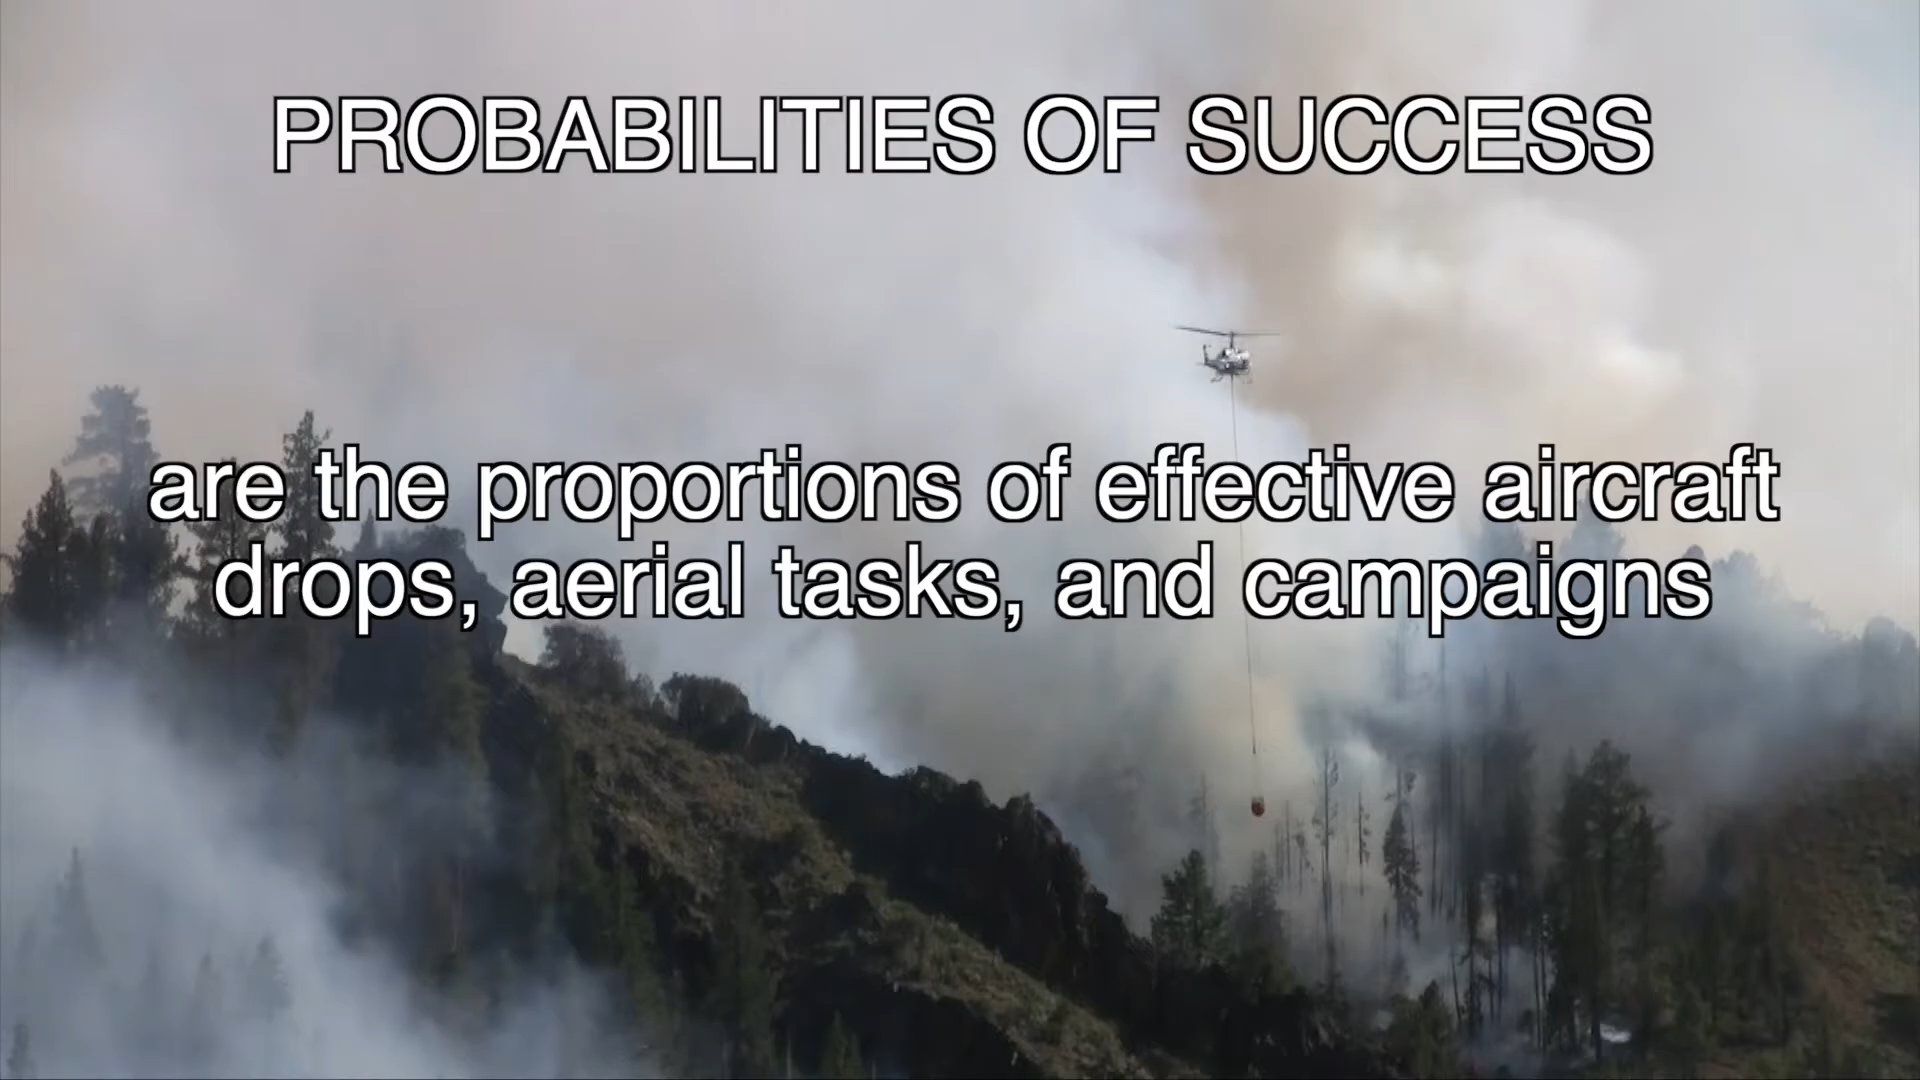 PROBABILITIES OF SUCCESS
are the proportions of effective aircraft
drops, aerial tasks, and campaigns